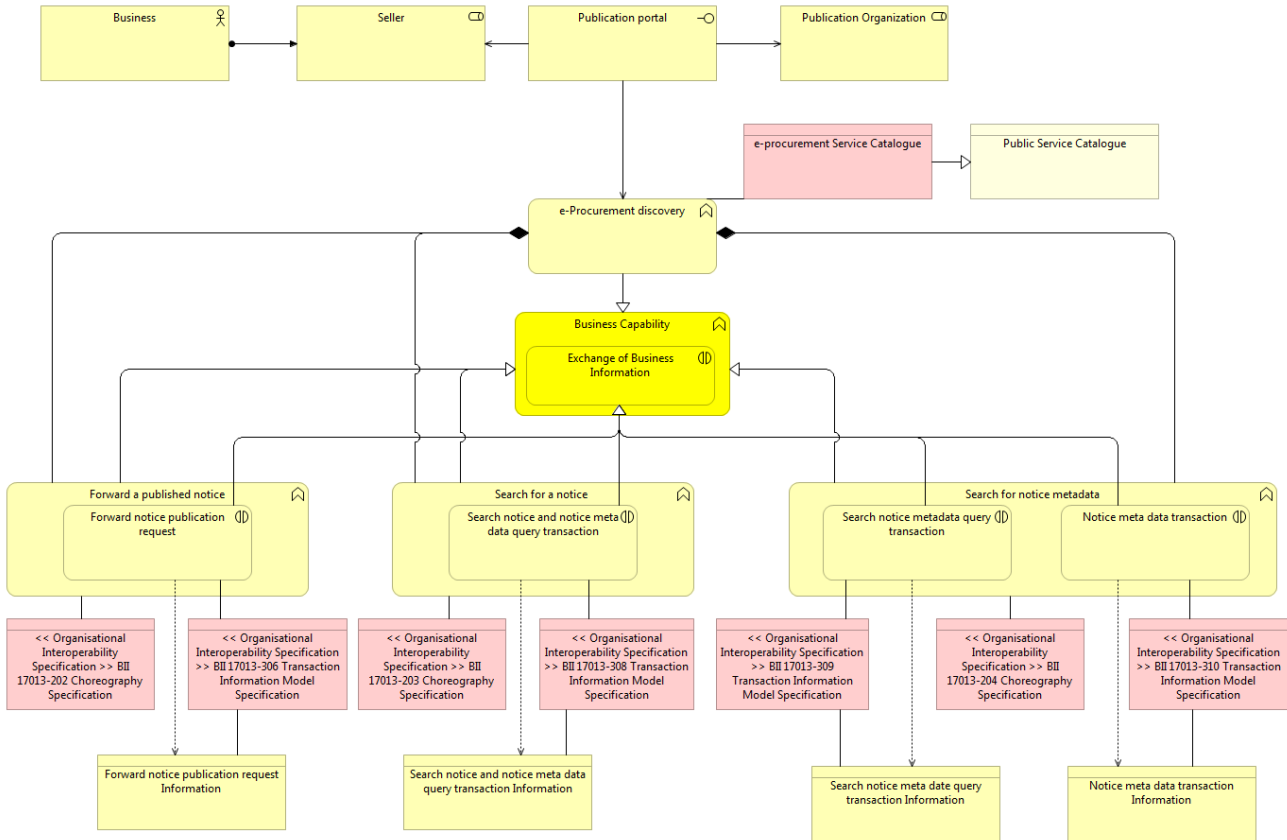 Business
Seller
Publication portal
Publication Organization
e-procurement Service Catalogue
Public Service Catalogue
e-Procurement discovery
Business Capability
Exchange of Business
Information
Forward a published notice
Forward notice publication
request
Search for a notice
Search notice and notice meta
data query transaction
Search for notice metadata
Search notice metadata query
transaction
Notice meta data transaction
<< Organisational
Interoperability
Specification >> BII
17013-202 Choreography
Specification
<< Organisational
Interoperability Specification
>> BII 17013-306 Transaction
Information Model
Specification
<< Organisational
Interoperability
Specification >> BII
17013-203 Choreography
Specification
<< Organisational
Interoperability Specification
>> BII 17013-308 Transaction
Information Model
Specification
<< Organisational
Interoperability Specification
>> BII 17013-309
Transaction Information
Model Specification
<< Organisational
Interoperability
Specification >> BII
17013-204 Choreography
Specification
<< Organisational
Interoperability Specification
>> BII 17013-310 Transaction
Information Model
Specification
Forward notice publication request
Information
Search notice and notice meta data
query transaction Information
Search notice meta date query
transaction Information
Notice meta data transaction
Information